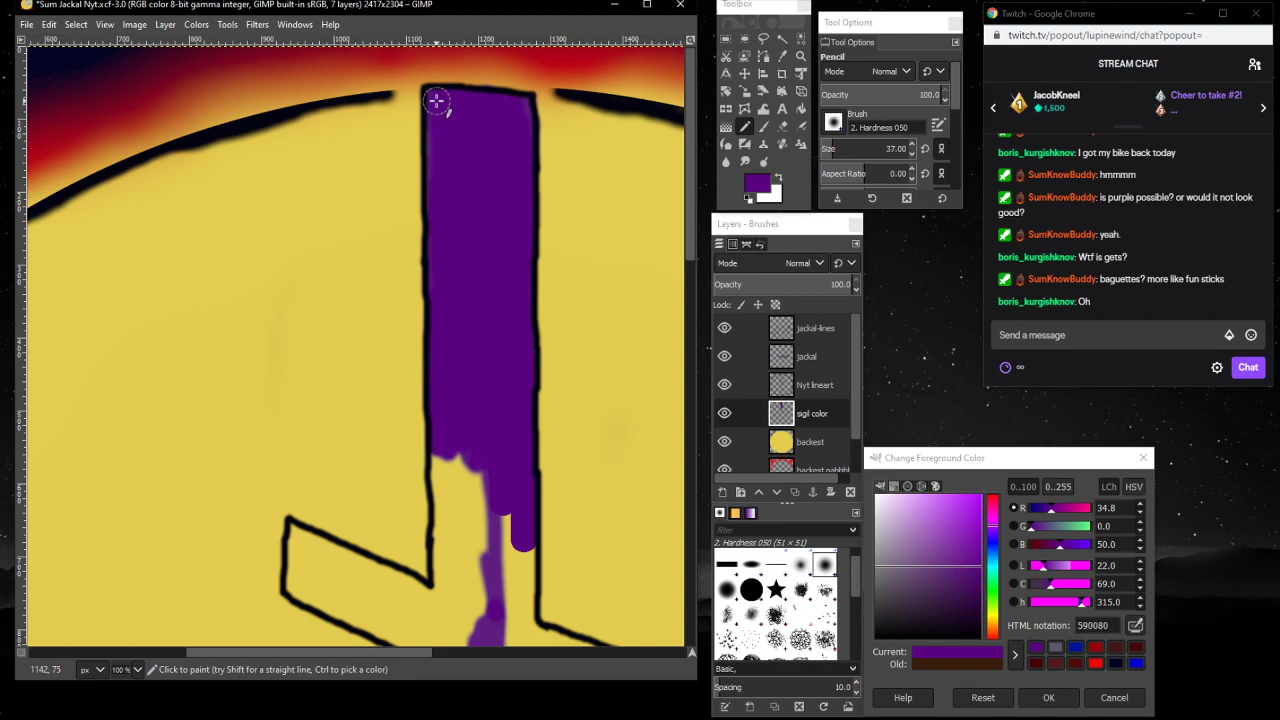 *Sum Jackal Nyt.xcf-3.0 (RGB color 8-bit gamma integer, GIMP built-in sRGB, 7 layers) 2417x2304 – GIMP
File Edit Select View Image Layer Colors Tools Filters Windows Help
1142, 75 px 100 % Click to paint (try Shift for a straight line, Ctrl to pick a color)
Toolbox
Tool Options
Tool Options
Pencil
Mode Normal
Opacity 100.0
Brush
2. Hardness 050
Size 37.00
Aspect Ratio 0.00
Layers - Brushes
Mode Normal
Opacity 100.0
Lock:
jackal-lines
jackal
Nyt lineart
sigil color
backest
filter
2. Hardness 050 (51 × 51)
Basic,
Spacing 10.0
Twitch - Google Chrome
twitch.tv/popout/lupinewind/chat?popout=
STREAM CHAT
1 JacobKneel
1,500
Cheer to take #2!
...
boris_kurgishknov: I got my bike back today
SumKnowBuddy: hmmmm
SumKnowBuddy: is purple possible? or would it not look
good?
SumKnowBuddy: yeah.
boris_kurgishknov: Wtf is gets?
SumKnowBuddy: baguettes? more like fun sticks
boris_kurgishknov: Oh
Send a message
∞ Chat
Change Foreground Color
0..100 0..255 LCh HSV
R 34.8
G 0.0
B 50.0
L 22.0
C 69.0
h 315.0
HTML notation: 590080
Current:
Old:
Help Reset OK Cancel